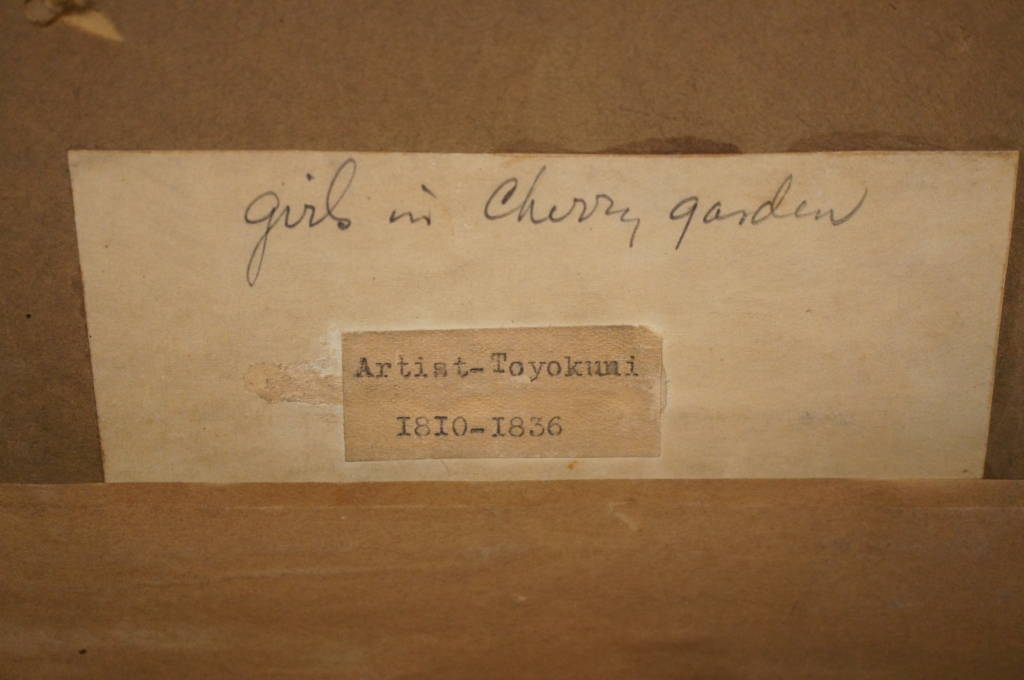 girls in Cherry garden
Artist-Toyokuni
1810-1836